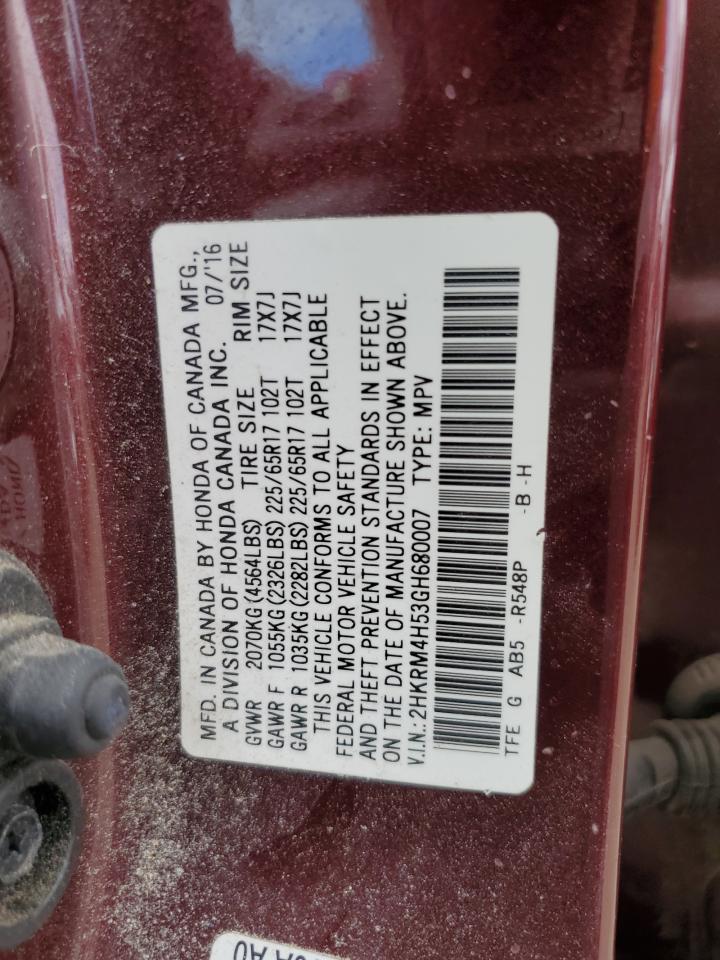 MFD. IN CANADA BY HONDA OF CANADA MFG.,
A DIVISION OF HONDA CANADA INC. 07/'16
GVWR 2070KG (4564LBS) TIRE SIZE RIM SIZE
GAWR F 1055KG (2326LBS) 225/65R17 102T 17X7J
GAWR R 1035KG (2282LBS) 225/65R17 102T 17X7J
THIS VEHICLE CONFORMS TO ALL APPLICABLE
FEDERAL MOTOR VEHICLE SAFETY
AND THEFT PREVENTION STANDARDS IN EFFECT
ON THE DATE OF MANUFACTURE SHOWN ABOVE.
V.I.N.: 2HKRM4H53GH680007 TYPE: MPV
TFE G AB5 -R548P -B -H